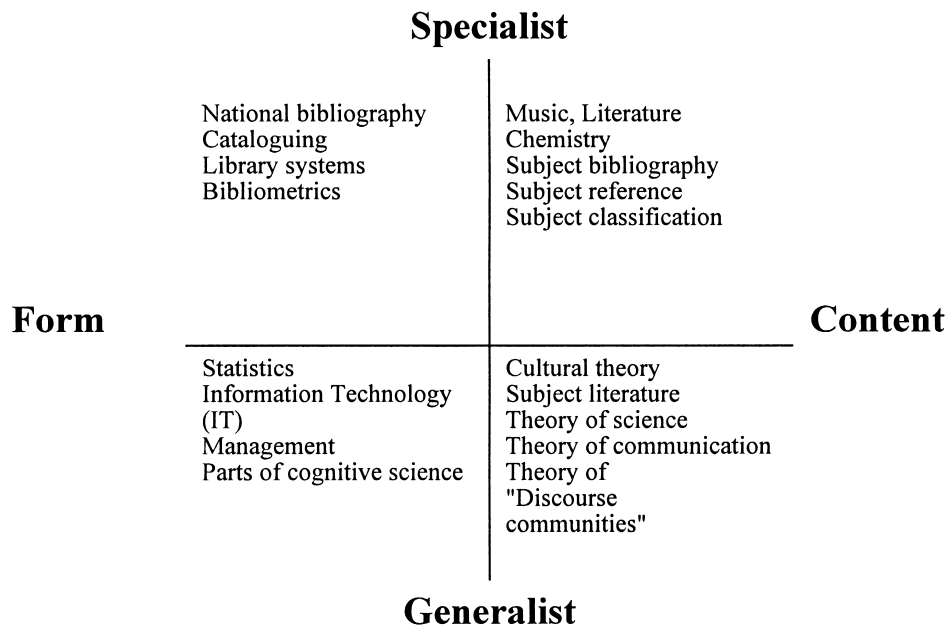 Specialist
National bibliography
Cataloguing
Library systems
Bibliometrics
Music, Literature
Chemistry
Subject bibliography
Subject reference
Subject classification
Form
Content
Statistics
Information Technology
(IT)
Management
Parts of cognitive science
Cultural theory
Subject literature
Theory of science
Theory of communication
Theory of
"Discourse
communities"
Generalist